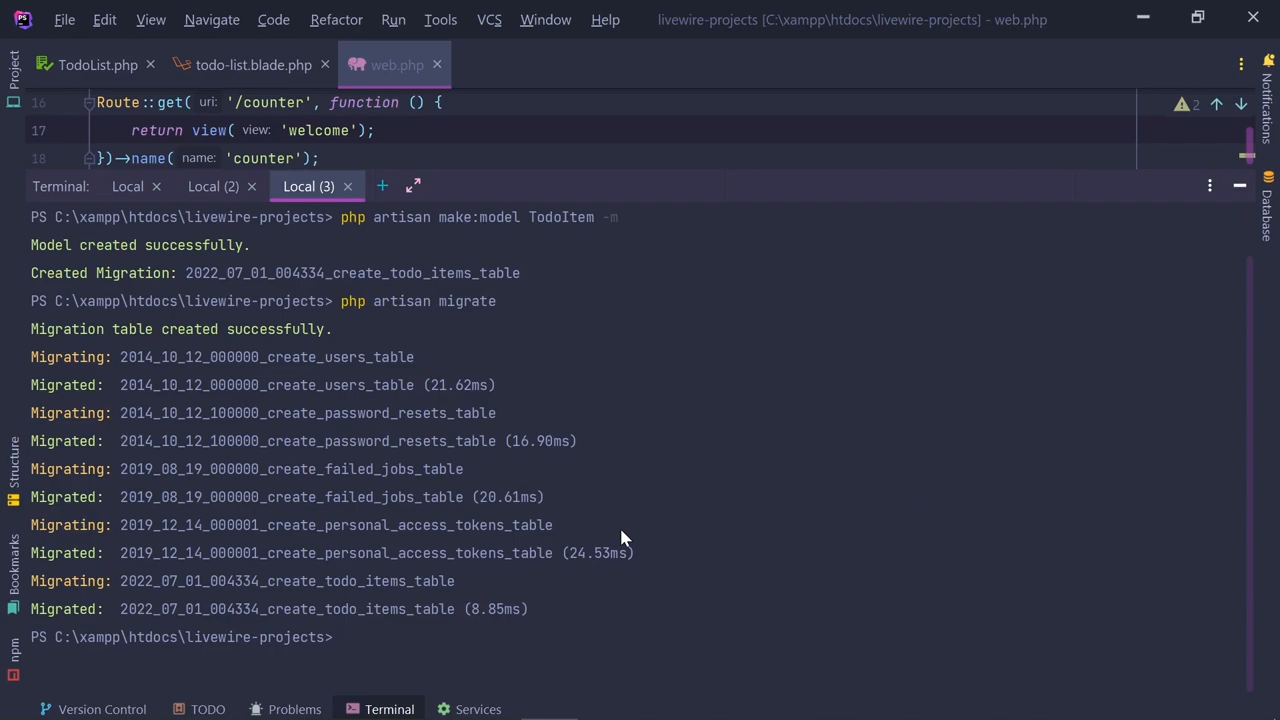 PS File Edit View Navigate Code Refactor Run Tools VCS Window Help livewire-projects [C:\xampp\htdocs\livewire-projects] - web.php
Project TodoList.php todo-list.blade.php web.php Notifications
16 Route::get( uri: '/counter', function () { 2
17 return view( view: 'welcome');
18 })→name( name: 'counter');
Terminal: Local Local (2) Local (3) + Database
PS C:\xampp\htdocs\livewire-projects> php artisan make:model TodoItem -m
Model created successfully.
Created Migration: 2022_07_01_004334_create_todo_items_table
PS C:\xampp\htdocs\livewire-projects> php artisan migrate
Migration table created successfully.
Migrating: 2014_10_12_000000_create_users_table
Migrated: 2014_10_12_000000_create_users_table (21.62ms)
Migrating: 2014_10_12_100000_create_password_resets_table
Migrated: 2014_10_12_100000_create_password_resets_table (16.90ms)
Migrating: 2019_08_19_000000_create_failed_jobs_table
Migrated: 2019_08_19_000000_create_failed_jobs_table (20.61ms)
Migrating: 2019_12_14_000001_create_personal_access_tokens_table
Migrated: 2019_12_14_000001_create_personal_access_tokens_table (24.53ms)
Migrating: 2022_07_01_004334_create_todo_items_table
Migrated: 2022_07_01_004334_create_todo_items_table (8.85ms)
PS C:\xampp\htdocs\livewire-projects>
Structure
Bookmarks
npm
Version Control TODO Problems Terminal Services